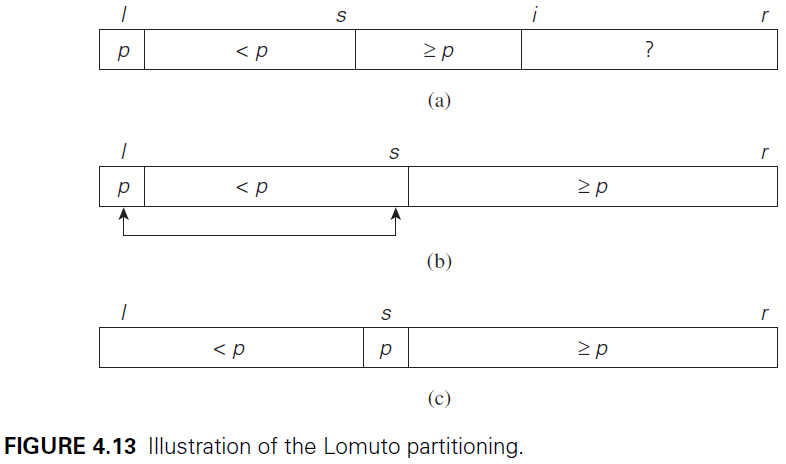 l s i r
p < p ≥ p ?
(a)
l s r
p < p ≥ p
(b)
l s r
< p p ≥ p
(c)
FIGURE 4.13 Illustration of the Lomuto partitioning.